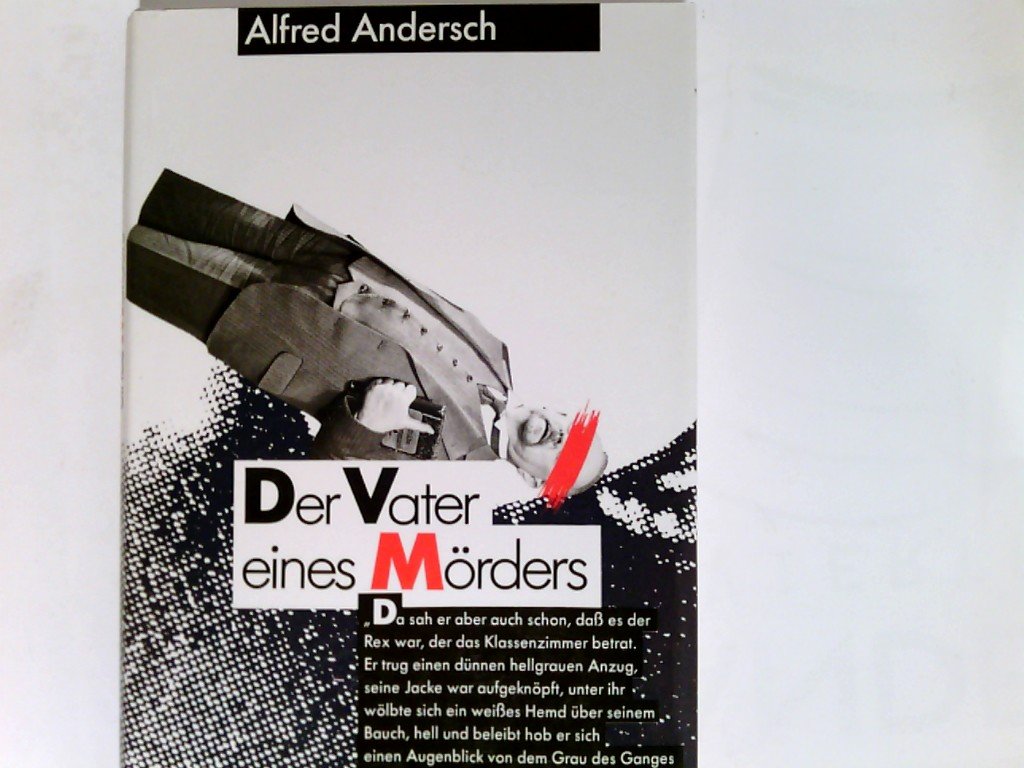 Alfred Andersch
Der Vater
eines Mörders
„Da sah er aber auch schon, daß es der
Rex war, der das Klassenzimmer betrat.
Er trug einen dünnen hellgrauen Anzug,
seine Jacke war aufgeknöpft, unter ihr
wölbte sich ein weißes Hemd über seinem
Bauch, hell und beleibt hob er sich
einen Augenblick von dem Grau des Ganges